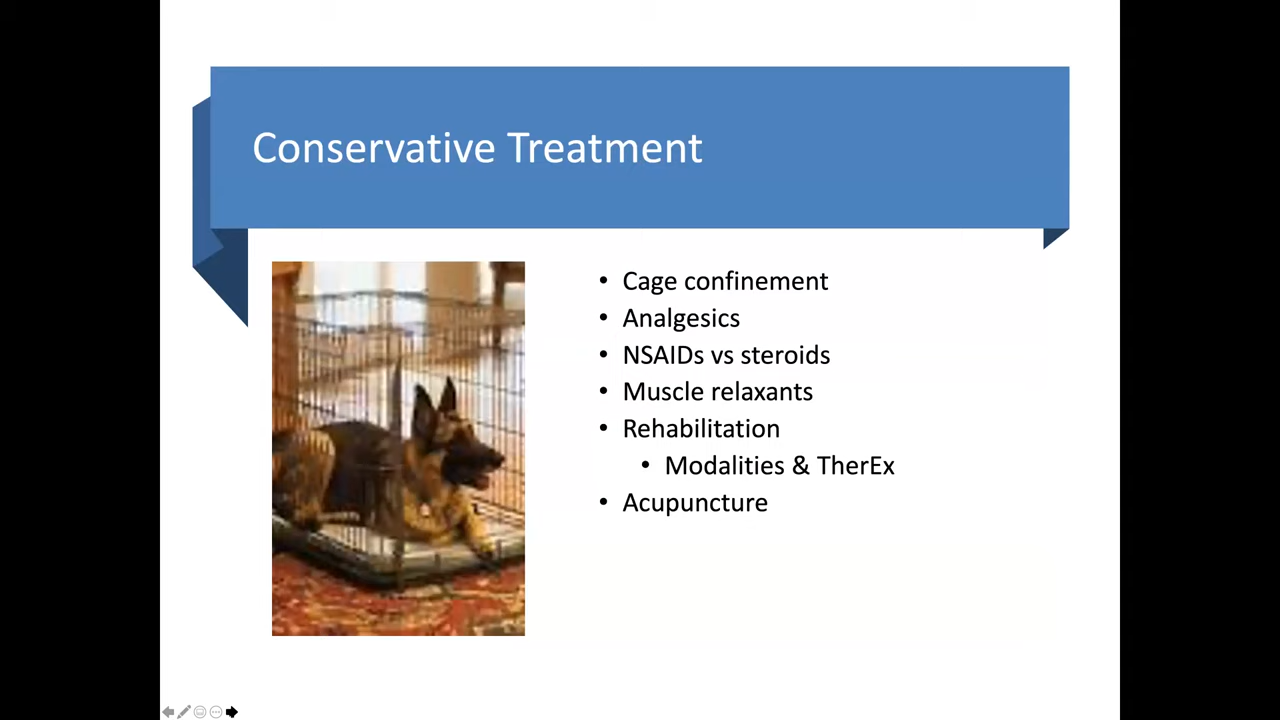 Conservative Treatment
• Cage confinement
• Analgesics
• NSAIDs vs steroids
• Muscle relaxants
• Rehabilitation
• Modalities & TherEx
• Acupuncture